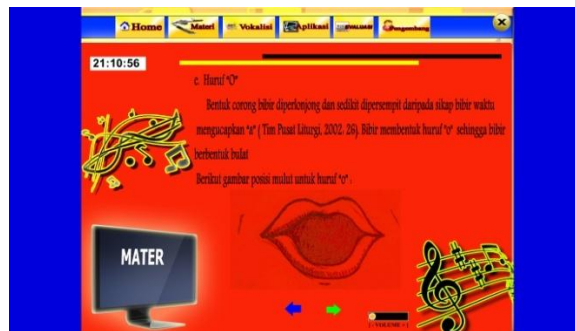 Home Materi Vokalisi Aplikasi Pengembang
21:10:56
c. Huruf "O"
Bentuk corong bibir diperlonjong dan sedikit dipersempit daripada sikap bibir waktu
mengucapkan "a" ( Tim Pusat Liturgi, 2002: 26). Bibir membentuk huruf "o" sehingga bibir
berbentuk bulat
Berikut gambar posisi mulut untuk huruf "o" :
MATER
[- VOLUME +]